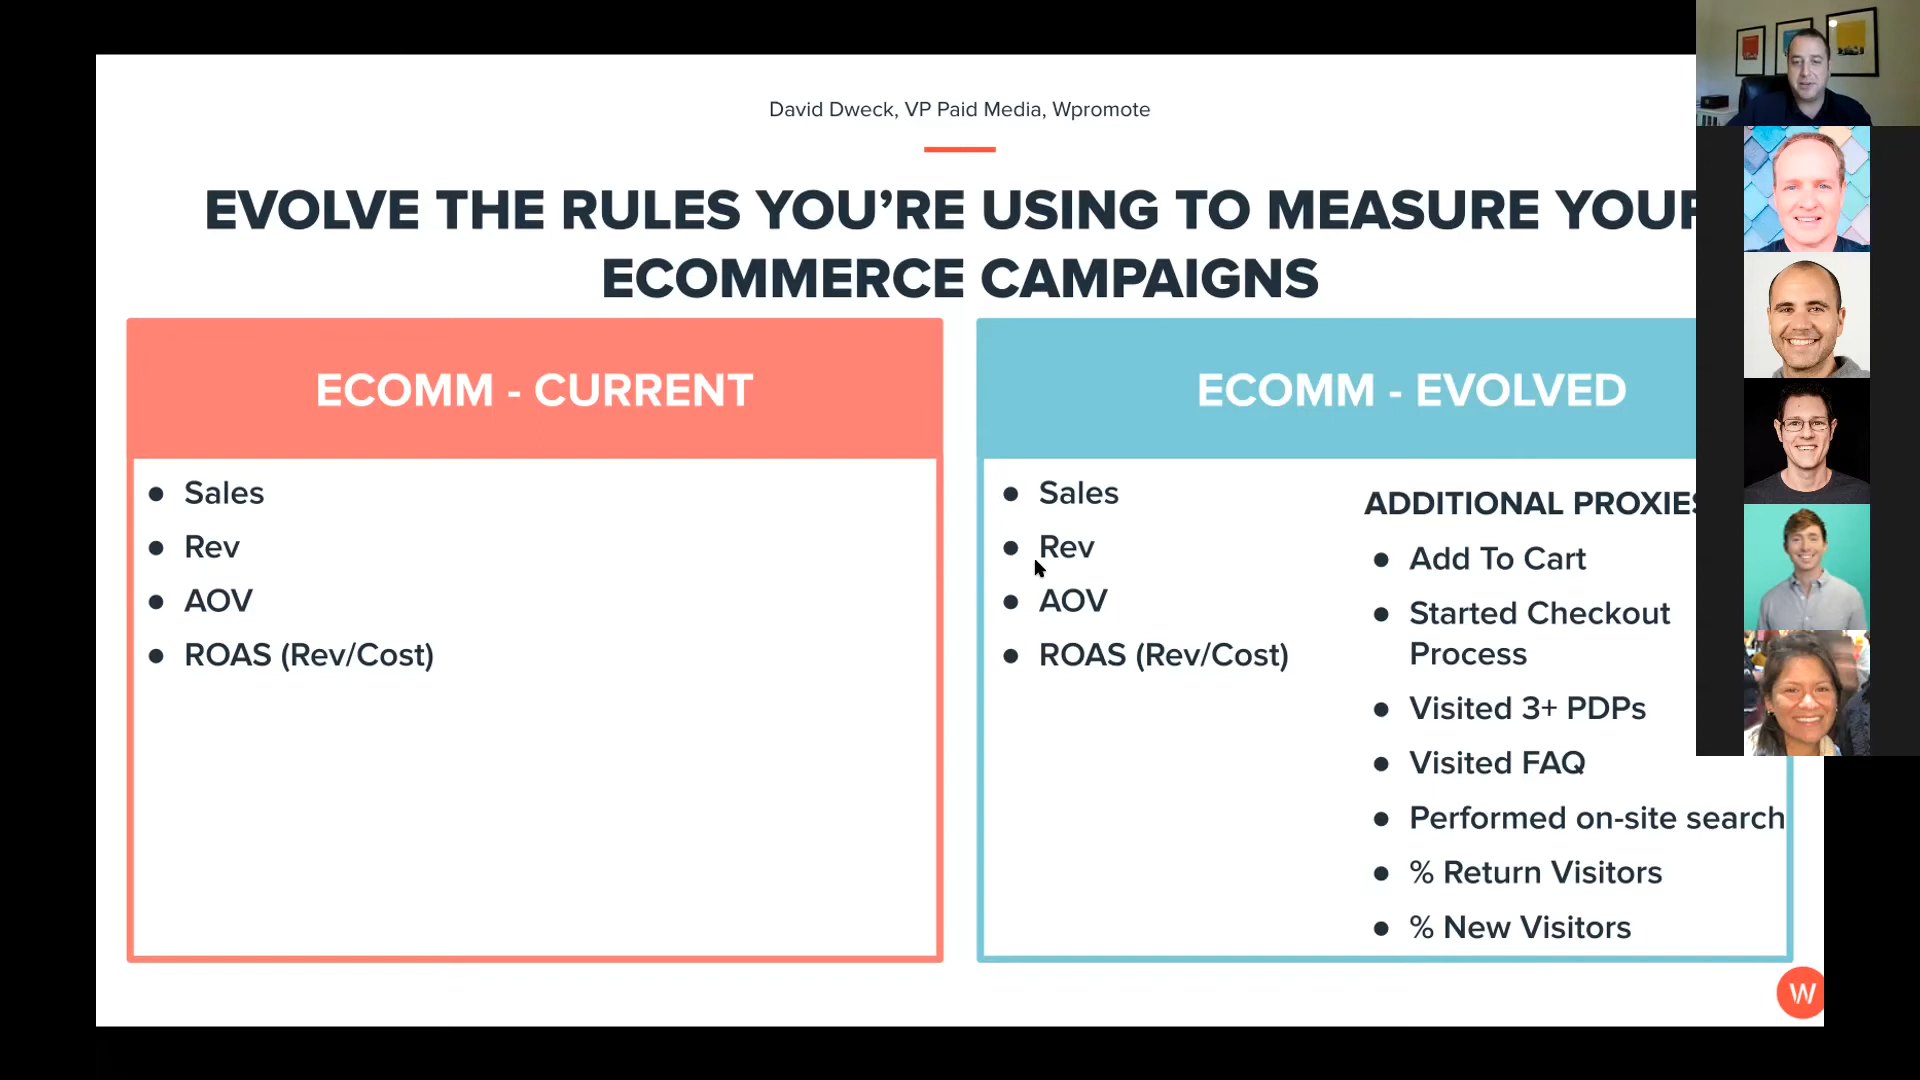 David Dweck, VP Paid Media, Wpromote
EVOLVE THE RULES YOU'RE USING TO MEASURE YOUR
ECOMMERCE CAMPAIGNS
ECOMM - CURRENT
● Sales
● Rev
● AOV
● ROAS (Rev/Cost)
ECOMM - EVOLVED
● Sales
● Rev
● AOV
● ROAS (Rev/Cost)
ADDITIONAL PROXIES
● Add To Cart
● Started Checkout
Process
● Visited 3+ PDPs
● Visited FAQ
● Performed on-site search
● % Return Visitors
● % New Visitors
W